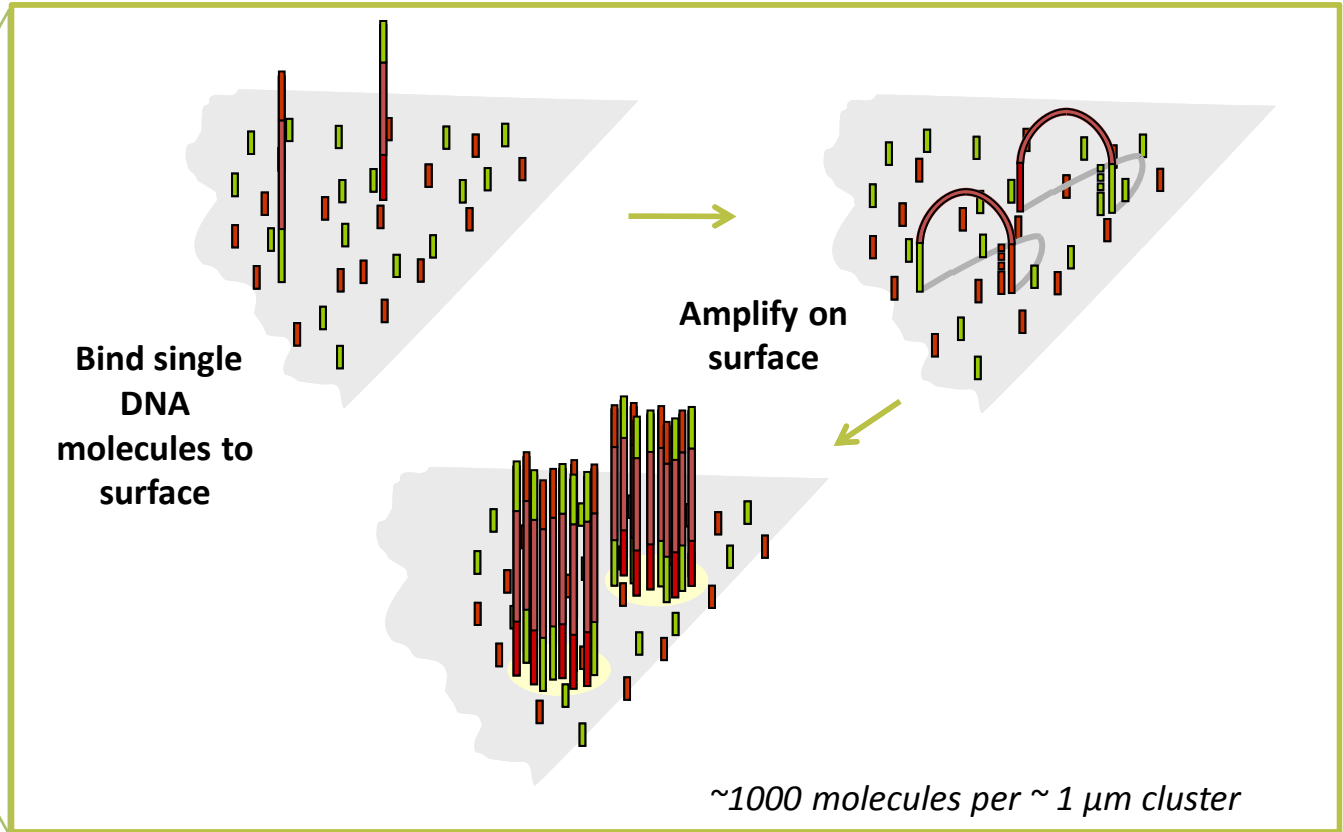 Bind single
DNA
molecules to
surface
Amplify on
surface
~1000 molecules per ~ 1 µm cluster